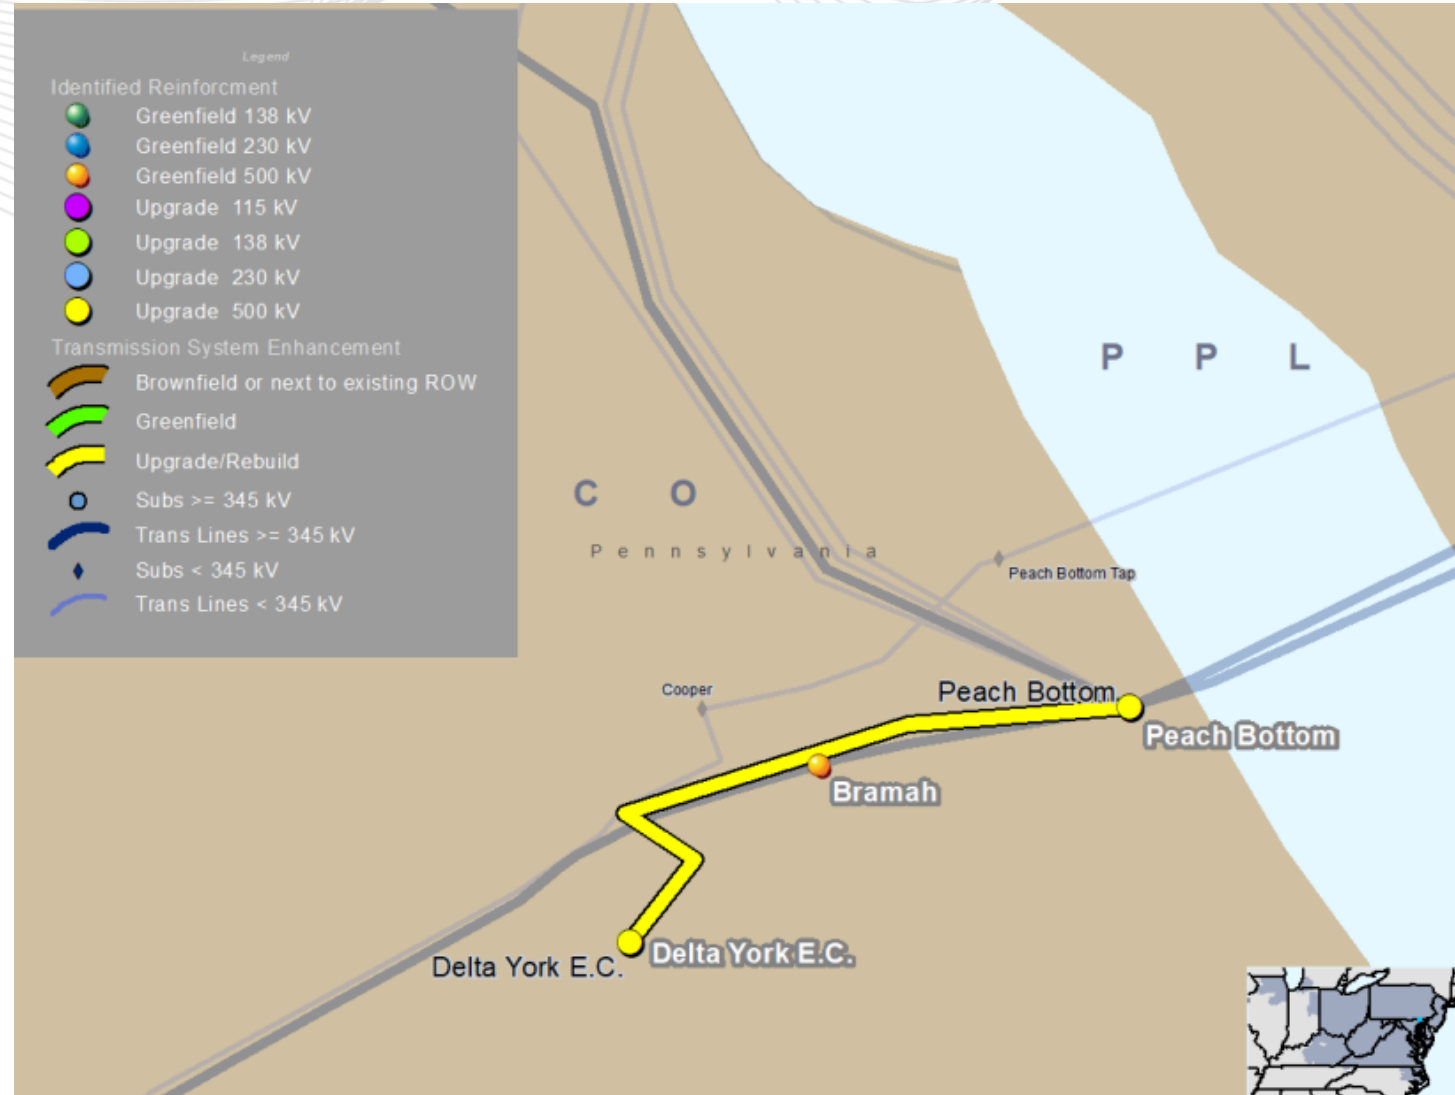 Legend
Identified Reinforcment
Greenfield 138 kV
Greenfield 230 kV
Greenfield 500 kV
Upgrade 115 kV
Upgrade 138 kV
Upgrade 230 kV
Upgrade 500 kV
Transmission System Enhancement
Brownfield or next to existing ROW
Greenfield
Upgrade/Rebuild
Subs >= 345 kV
Trans Lines >= 345 kV
Subs < 345 kV
Trans Lines < 345 kV
P P L
C O
Pennsylvania
Peach Bottom Tap
Cooper
Peach Bottom
Peach Bottom
Bramah
Delta York E.C.
Delta York E.C.